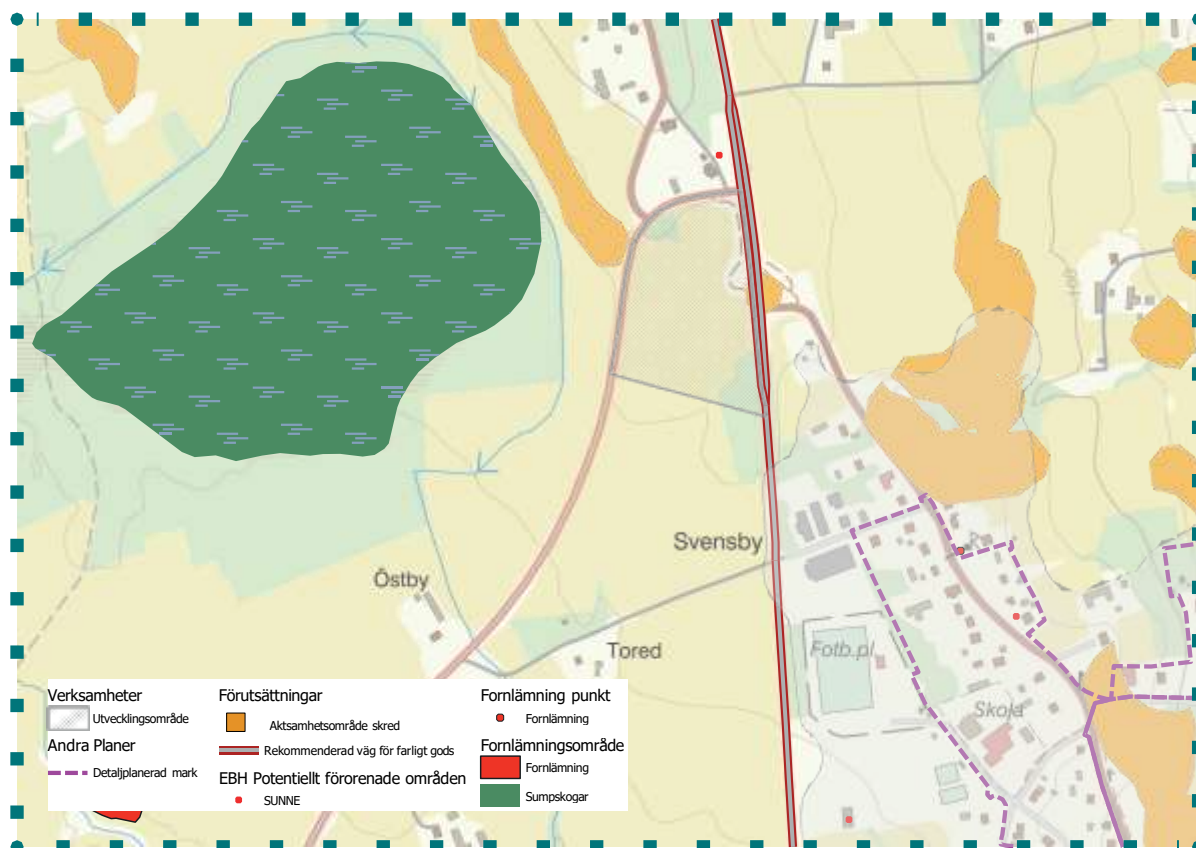 Svensby
Östby
Tored
Fotb.pl
Skola
Verksamheter
Utvecklingsområde
Andra Planer
Detaljplanerad mark
Förutsättningar
Aktsamhetsområde skred
Rekommenderad väg för farligt gods
EBH Potentiellt förorenade områden
SUNNE
Fornlämning punkt
Fornlämning
Fornlämningsområde
Fornlämning
Sumpskogar